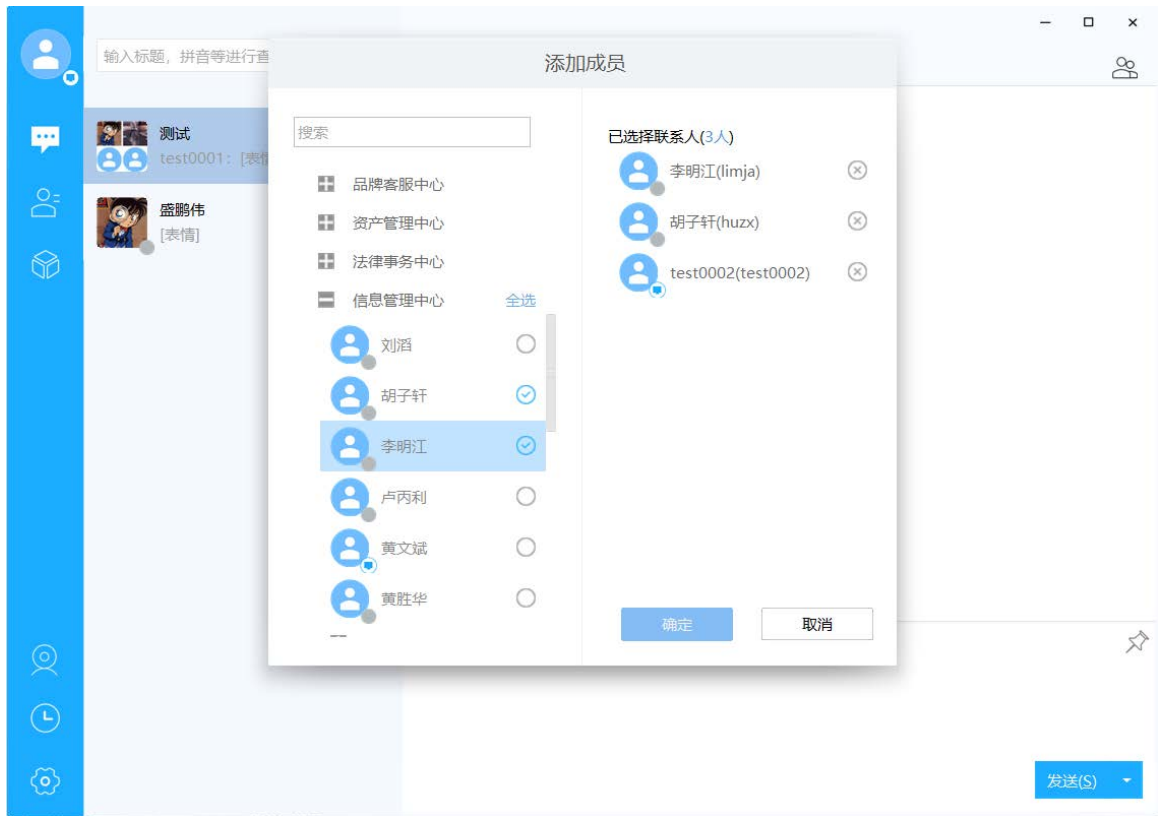 输入标题，拼音等进行查
测试
test0001：[表情
盛鹏伟
[表情]
添加成员
搜索
品牌客服中心
资产管理中心
法律事务中心
信息管理中心 全选
刘滔
胡子轩
李明江
卢丙利
黄文斌
黄胜华
已选择联系人(3人)
李明江(limja)
胡子轩(huzx)
test0002(test0002)
确定 取消
发送(S)